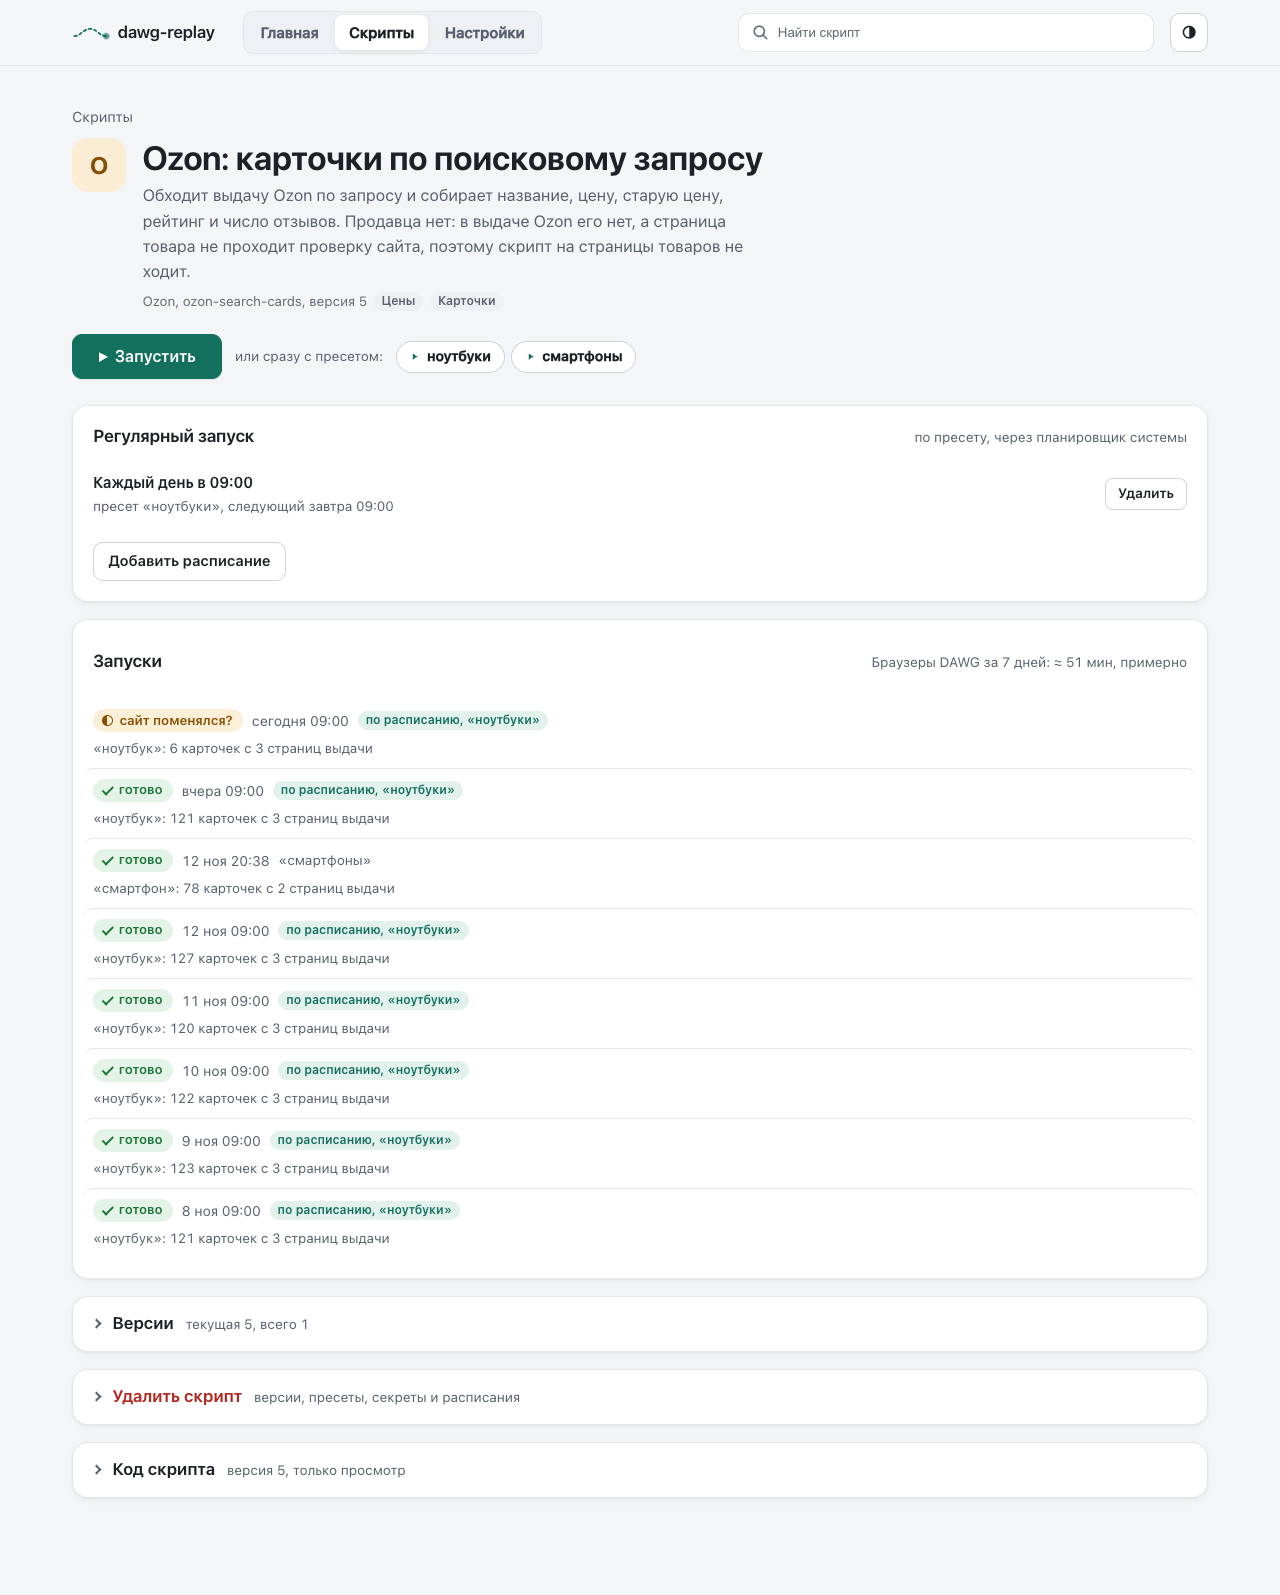 dawg-replay
Главная
Скрипты
Настройки
Найти скрипт
Скрипты
О
Ozon: карточки по поисковому запросу
Обходит выдачу Ozon по запросу и собирает название, цену, старую цену,
рейтинг и число отзывов. Продавца нет: в выдаче Ozon его нет, а страница
товара не проходит проверку сайта, поэтому скрипт на страницы товаров не
ходит.
Ozon, ozon-search-cards, версия 5 Цены Карточки
Запустить или сразу с пресетом: ноутбуки смартфоны
Регулярный запуск по пресету, через планировщик системы
Каждый день в 09:00
пресет «ноутбуки», следующий завтра 09:00
Удалить
Добавить расписание
Запуски Браузеры DAWG за 7 дней: ≈ 51 мин, примерно
сайт поменялся? сегодня 09:00 по расписанию, «ноутбуки»
«ноутбук»: 6 карточек с 3 страниц выдачи
готово вчера 09:00 по расписанию, «ноутбуки»
«ноутбук»: 121 карточек с 3 страниц выдачи
готово 12 ноя 20:38 «смартфоны»
«смартфон»: 78 карточек с 2 страниц выдачи
готово 12 ноя 09:00 по расписанию, «ноутбуки»
«ноутбук»: 127 карточек с 3 страниц выдачи
готово 11 ноя 09:00 по расписанию, «ноутбуки»
«ноутбук»: 120 карточек с 3 страниц выдачи
готово 10 ноя 09:00 по расписанию, «ноутбуки»
«ноутбук»: 122 карточек с 3 страниц выдачи
готово 9 ноя 09:00 по расписанию, «ноутбуки»
«ноутбук»: 123 карточек с 3 страниц выдачи
готово 8 ноя 09:00 по расписанию, «ноутбуки»
«ноутбук»: 121 карточек с 3 страниц выдачи
Версии текущая 5, всего 1
Удалить скрипт версии, пресеты, секреты и расписания
Код скрипта версия 5, только просмотр